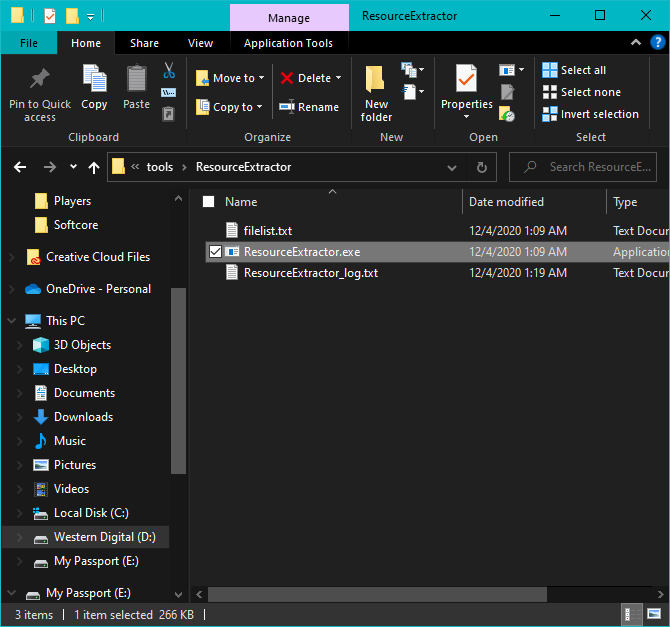 Manage
ResourceExtractor
File
Home
Share
View
Application Tools
?
Pin to Quick access
Copy
Paste
Clipboard
Move to
Copy to
Delete
Rename
Organize
New folder
New
Properties
Open
Select all
Select none
Invert selection
Select
« tools > ResourceExtractor
Search ResourceE...
Players
Softcore
Creative Cloud Files
OneDrive - Personal
This PC
3D Objects
Desktop
Documents
Downloads
Music
Pictures
Videos
Local Disk (C:)
Western Digital (D:)
My Passport (E:)
My Passport (E:)
Name Date modified Type
filelist.txt 12/4/2020 1:09 AM Text Docu
ResourceExtractor.exe 12/4/2020 1:09 AM Application
ResourceExtractor_log.txt 12/4/2020 1:19 AM Text Docu
3 items 1 item selected 266 KB